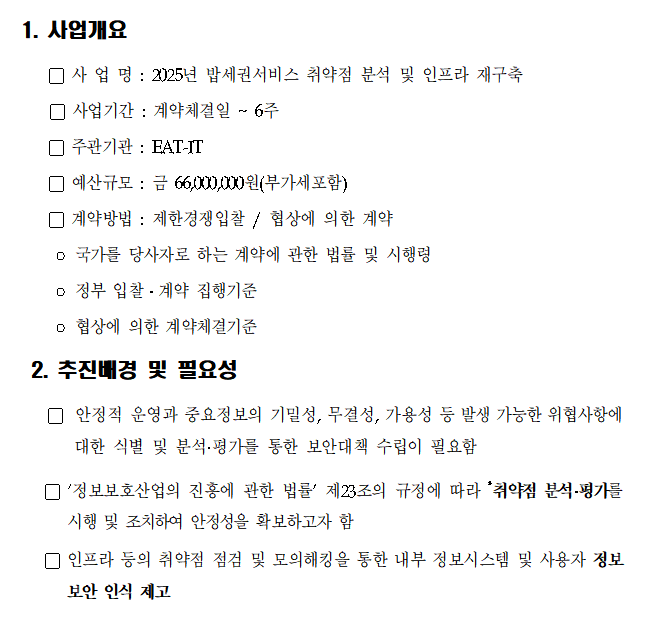 1. 사업개요
□ 사 업 명 : 2025년 밥세권서비스 취약점 분석 및 인프라 재구축
□ 사업기간 : 계약체결일 ~ 6주
□ 주관기관 : EAT-IT
□ 예산규모 : 금 66,000,000원(부가세포함)
□ 계약방법 : 제한경쟁입찰 / 협상에 의한 계약
○ 국가를 당사자로 하는 계약에 관한 법률 및 시행령
○ 정부 입찰·계약 집행기준
○ 협상에 의한 계약체결기준
2. 추진배경 및 필요성
□ 안정적 운영과 중요정보의 기밀성, 무결성, 가용성 등 발생 가능한 위협사항에
대한 식별 및 분석·평가를 통한 보안대책 수립이 필요함
□ '정보보호산업의 진흥에 관한 법률' 제23조의 규정에 따라 *취약점 분석·평가를
시행 및 조치하여 안정성을 확보하고자 함
□ 인프라 등의 취약점 점검 및 모의해킹을 통한 내부 정보시스템 및 사용자 정보
보안 인식 제고